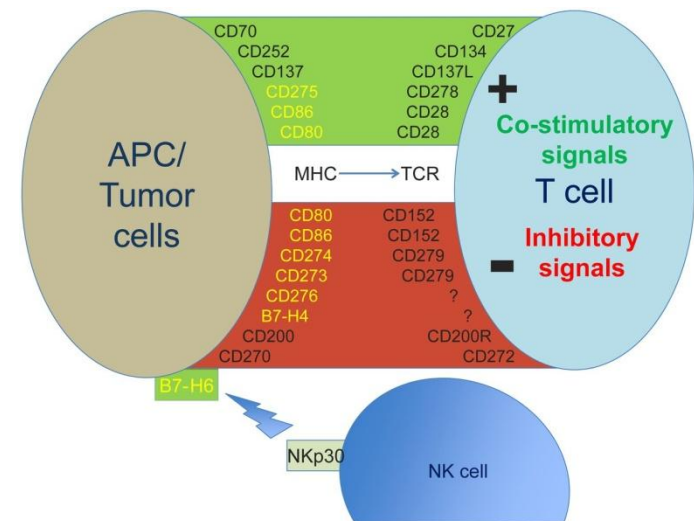 CD70 CD27
CD252 CD134
CD137 CD137L
CD275 CD278
CD86 CD28
CD80 CD28
+
Co-stimulatory
signals
APC/
Tumor
cells
MHC TCR
T cell
CD80 CD152
CD86 CD152
CD274 CD279
CD273 CD279
CD276 ?
B7-H4 ?
CD200 CD200R
CD270 CD272
-
Inhibitory
signals
B7-H6
NKp30
NK cell